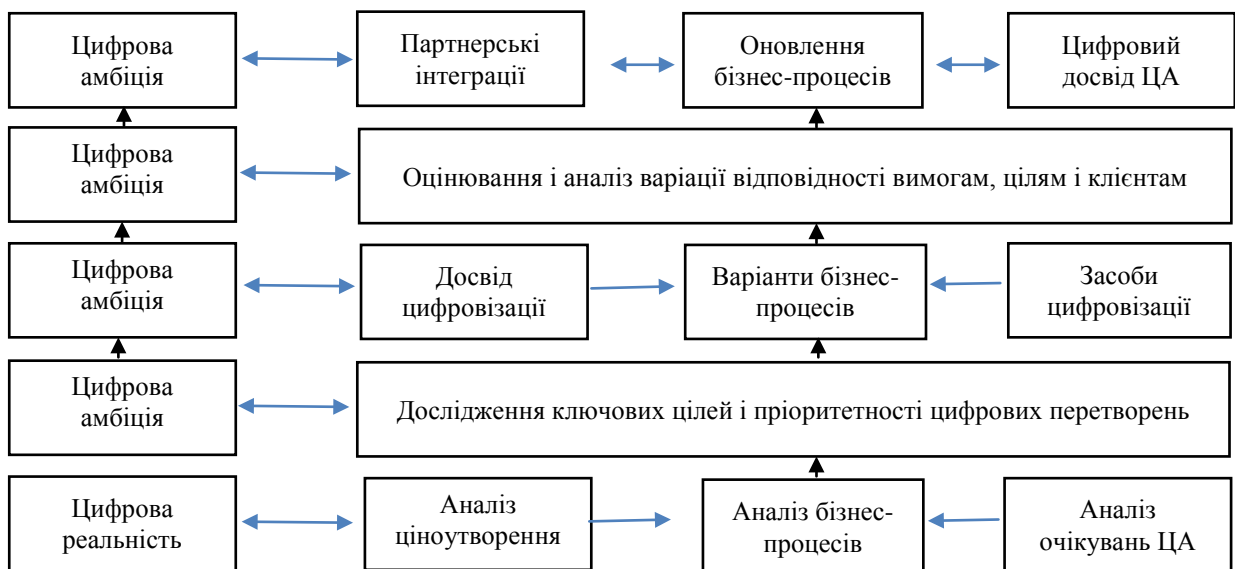 Цифрова
амбіція
Партнерські
інтеграції
Оновлення
бізнес-процесів
Цифровий
досвід ЦА
Цифрова
амбіція
Оцінювання і аналіз варіації відповідності вимогам, цілям і клієнтам
Цифрова
амбіція
Досвід
цифровізації
Варіанти бізнес-
процесів
Засоби
цифровізації
Цифрова
амбіція
Дослідження ключових цілей і пріоритетності цифрових перетворень
Цифрова
реальність
Аналіз
ціноутворення
Аналіз бізнес-
процесів
Аналіз
очікувань ЦА